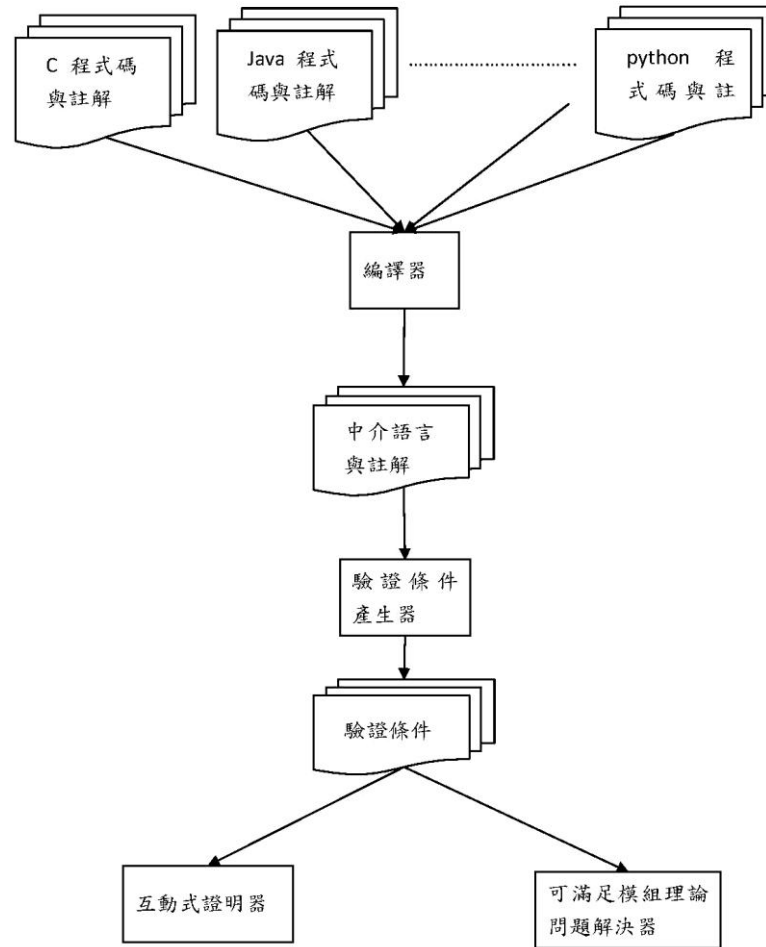 C 程式碼
與註解
Java 程式
碼與註解
python 程
式碼與註
編譯器
中介語言
與註解
驗證條件
產生器
驗證條件
互動式證明器
可滿足模組理論
問題解決器